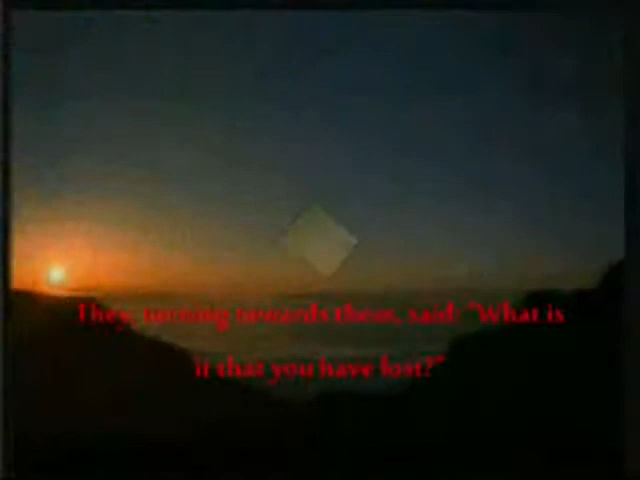 They, turning towards them, said: "What is
it that you have lost?"